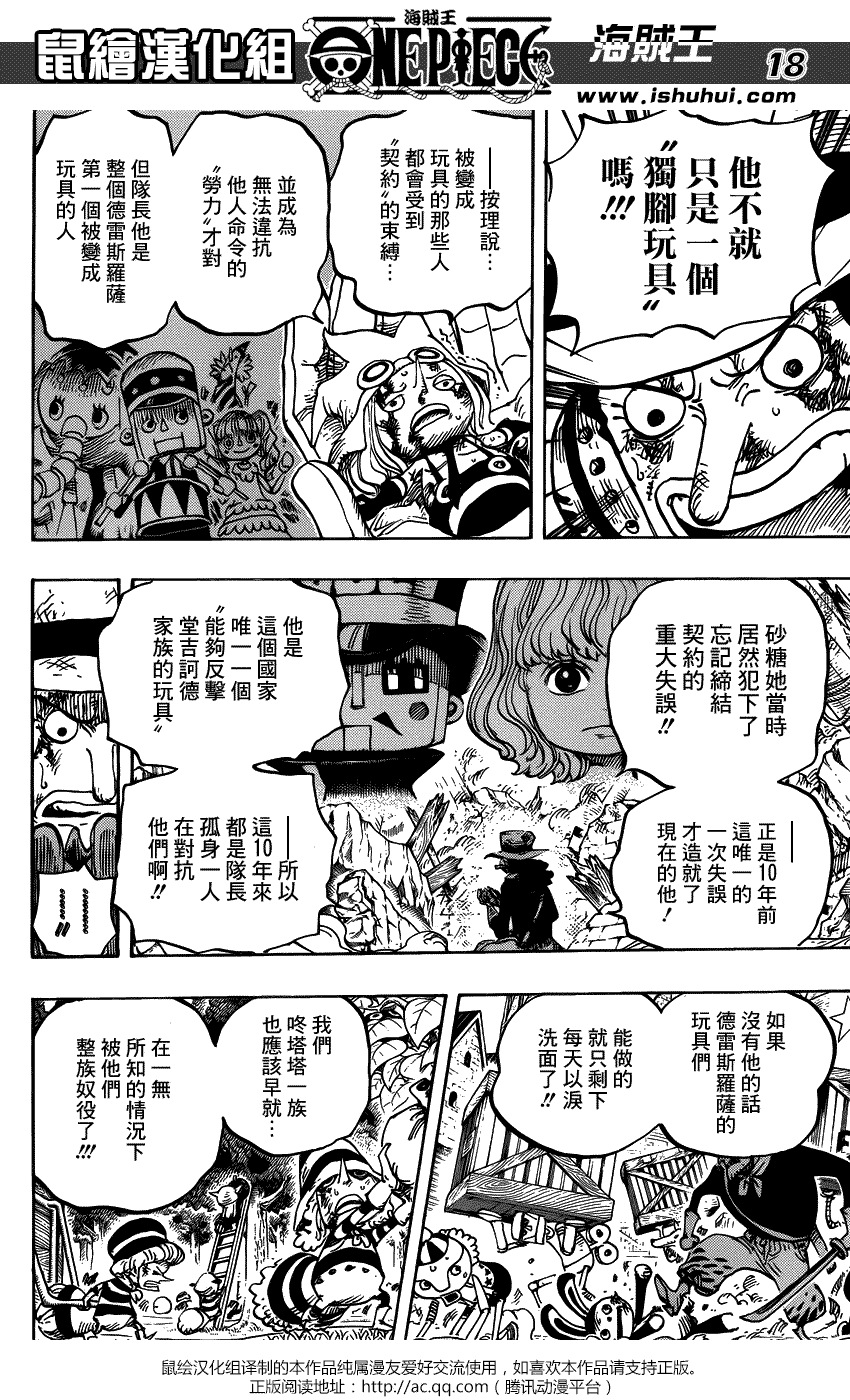 鼠繪漢化組
海賊王
ONE PIECE
海賊王
18
www.ishuhui.com
他不就
只是一個
〝獨腳玩具〞
嗎!!!
——按理說…
被變成
玩具的那些人
都會受到
〝契約〞的束縛…
並成為
無法違抗
他人命令的
〝勞力〞才對
但隊長他是
整個德雷斯羅薩
第一個被變成
玩具的人
砂糖她當時
居然犯下了
忘記締結
契約的
重大失誤!!
——
正是10年前
這唯一的
一次失誤
才造就了
現在的他!
他是
這個國家
唯一一個
〝能夠反擊
堂吉訶德
家族的玩具〞
——所以
這10年來
都是隊長
孤身一人
在對抗
他們啊!!
…………
…………!!
如果
沒有他的話
德雷斯羅薩的
玩具們
能做的
就只剩下
每天以淚
洗面了!!
我們
咚塔塔一族
也應該早就…
在一無
所知的情況下
被他們
整族奴役了!!!
鼠绘汉化组译制的本作品纯属漫友爱好交流使用，如喜欢本作品请支持正版。
正版阅读地址：http://ac.qq.com（腾讯动漫平台）